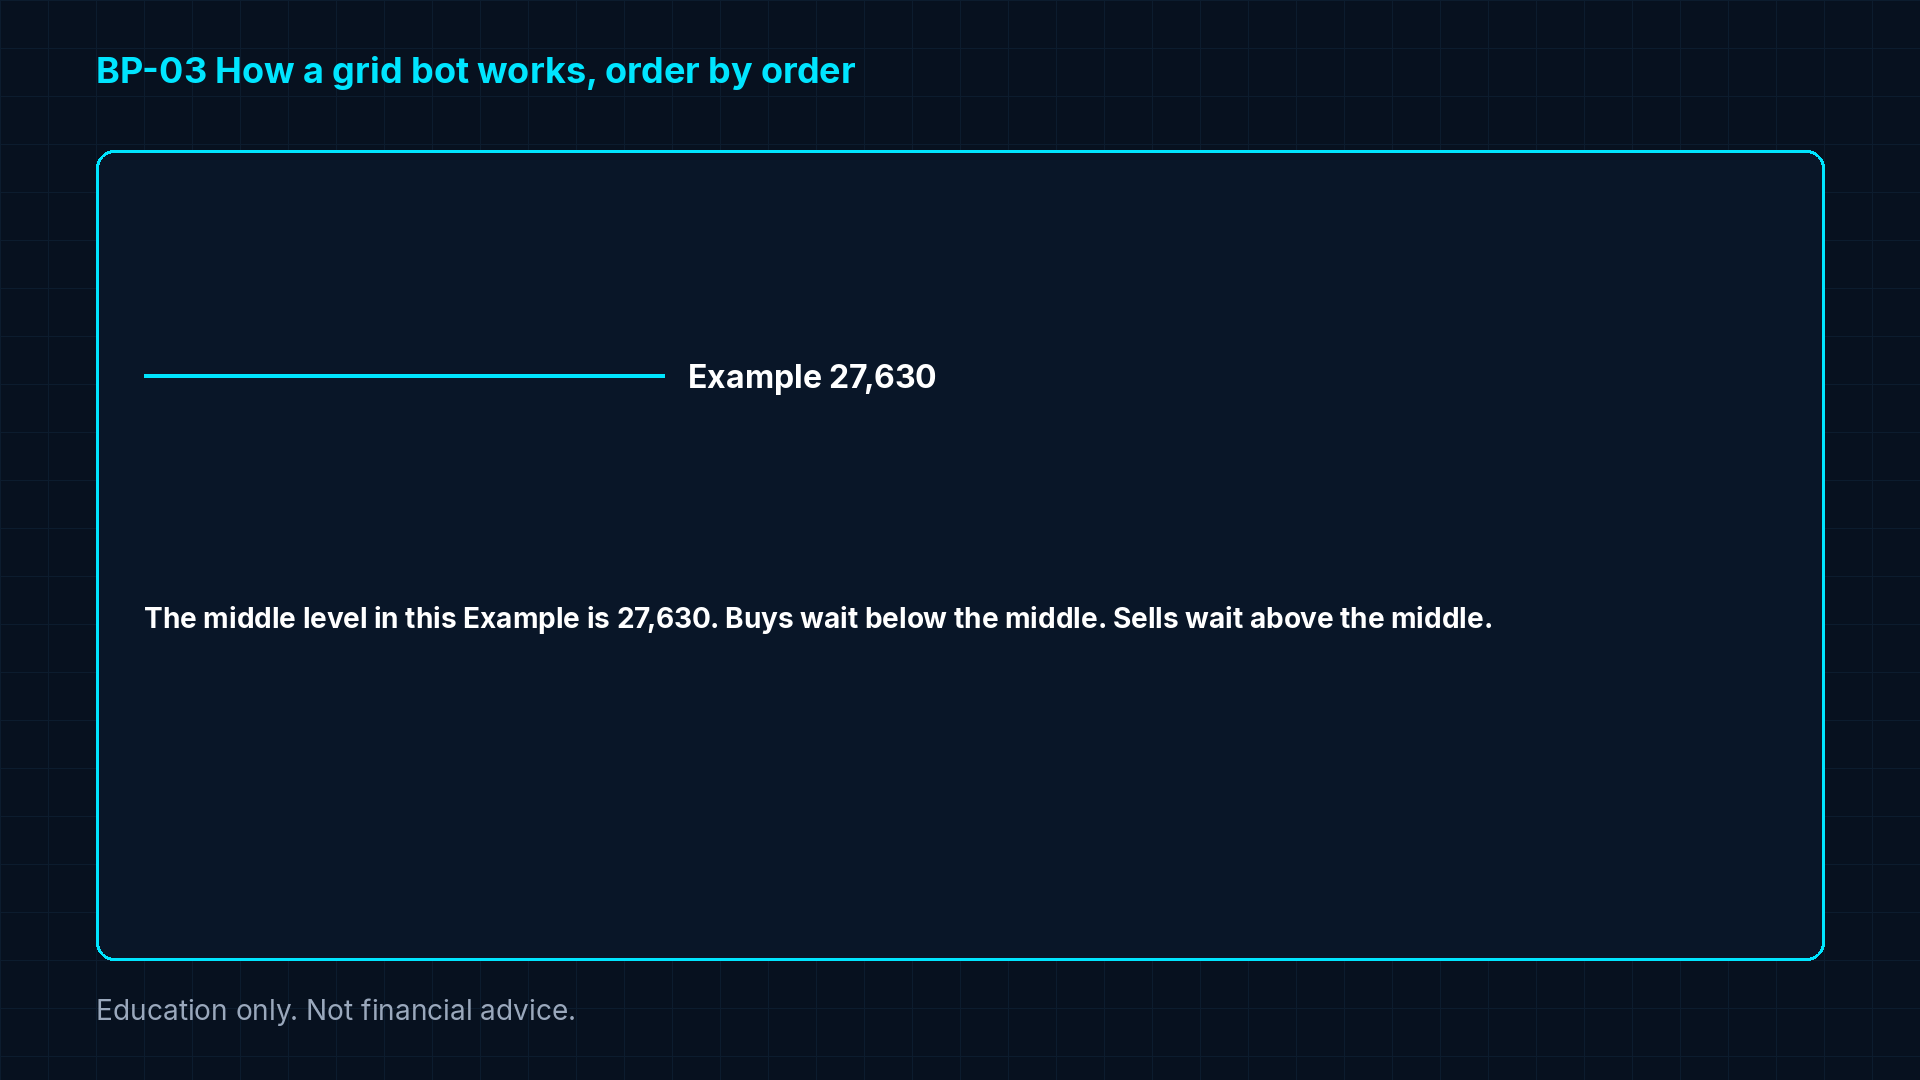 BP-03 How a grid bot works, order by order
Example 27,630
The middle level in this Example is 27,630. Buys wait below the middle. Sells wait above the middle.
Education only. Not financial advice.